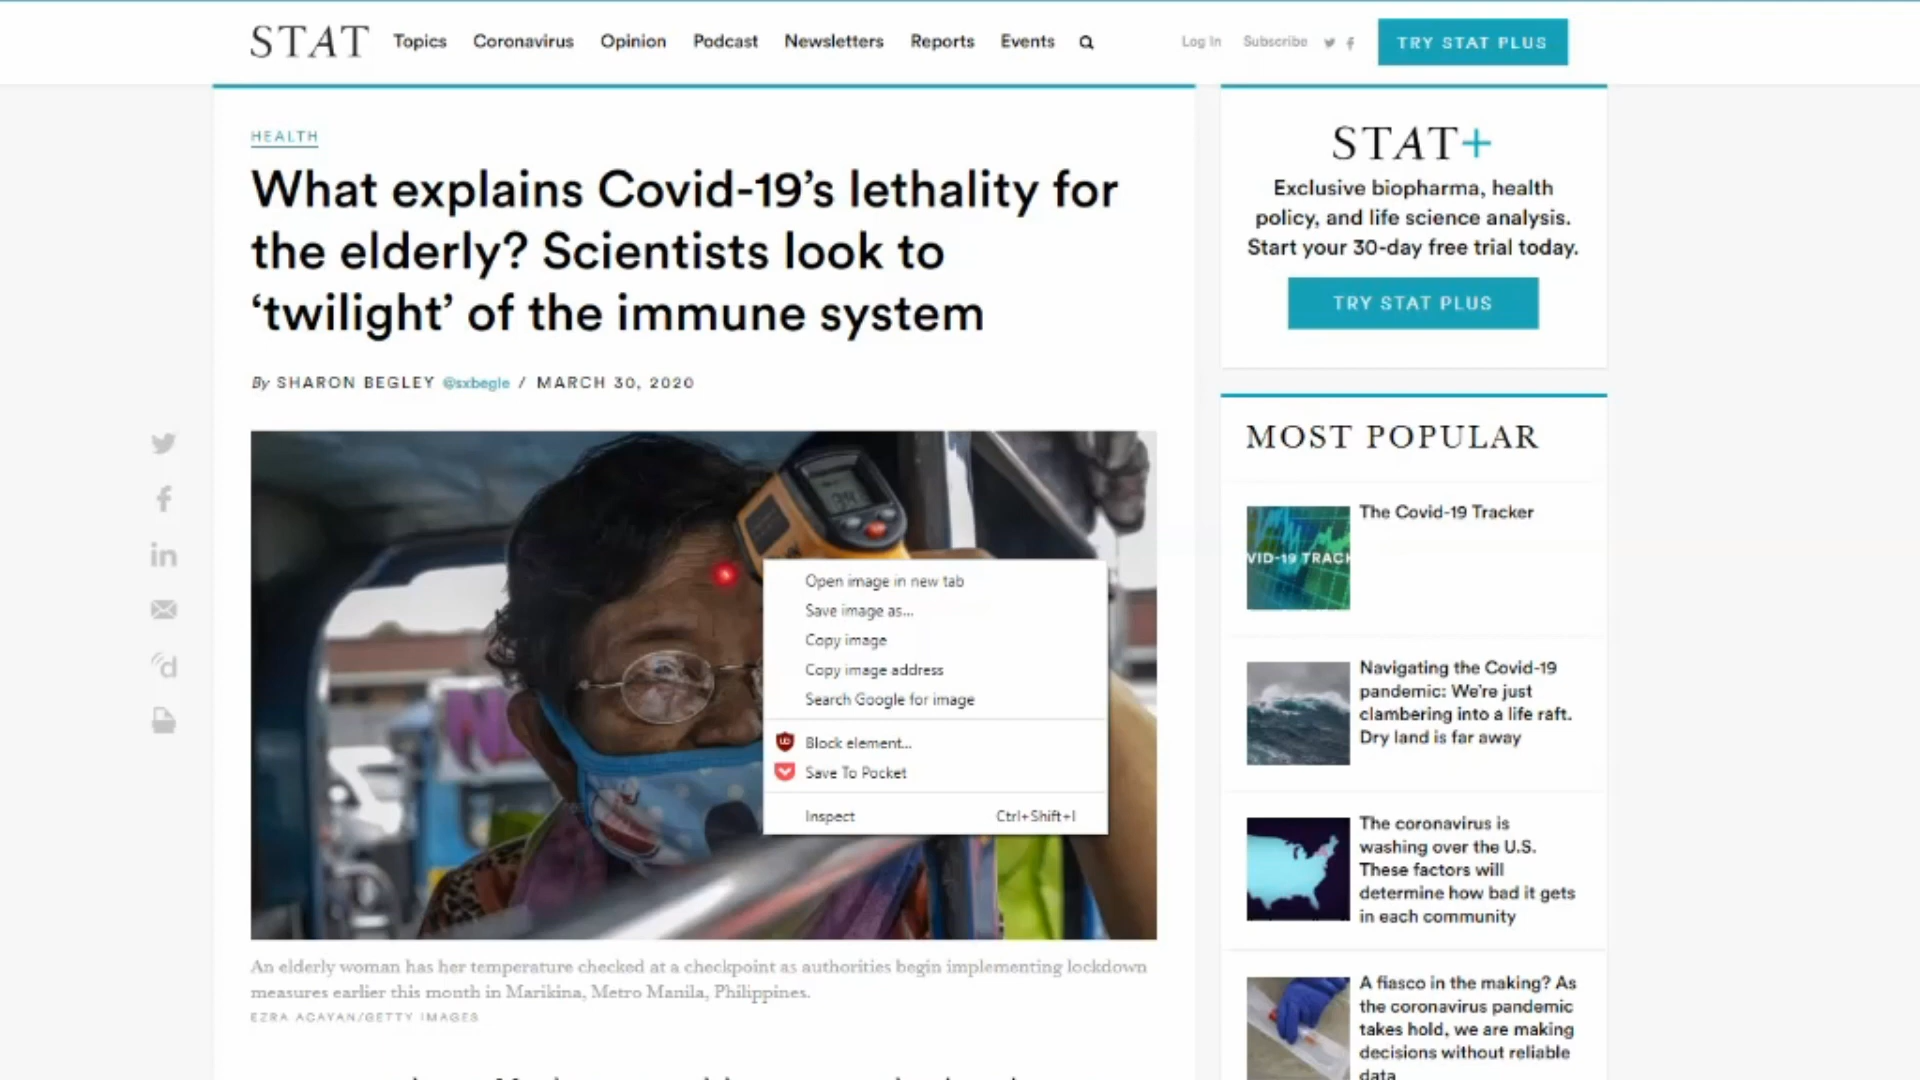 STAT
Topics
Coronavirus
Opinion
Podcast
Newsletters
Reports
Events
Log In
Subscribe
TRY STAT PLUS
HEALTH
What explains Covid-19’s lethality for
the elderly? Scientists look to
‘twilight’ of the immune system
By SHARON BEGLEY @sxbegle / MARCH 30, 2020
Open image in new tab
Save image as...
Copy image
Copy image address
Search Google for image
Block element...
Save To Pocket
Inspect Ctrl+Shift+I
An elderly woman has her temperature checked at a checkpoint as authorities begin implementing lockdown
measures earlier this month in Marikina, Metro Manila, Philippines.
EZRA ACAYAN/GETTY IMAGES
STAT+
Exclusive biopharma, health
policy, and life science analysis.
Start your 30-day free trial today.
TRY STAT PLUS
MOST POPULAR
VID-19 TRACK
The Covid-19 Tracker
Navigating the Covid-19
pandemic: We’re just
clambering into a life raft.
Dry land is far away
The coronavirus is
washing over the U.S.
These factors will
determine how bad it gets
in each community
A fiasco in the making? As
the coronavirus pandemic
takes hold, we are making
decisions without reliable
data